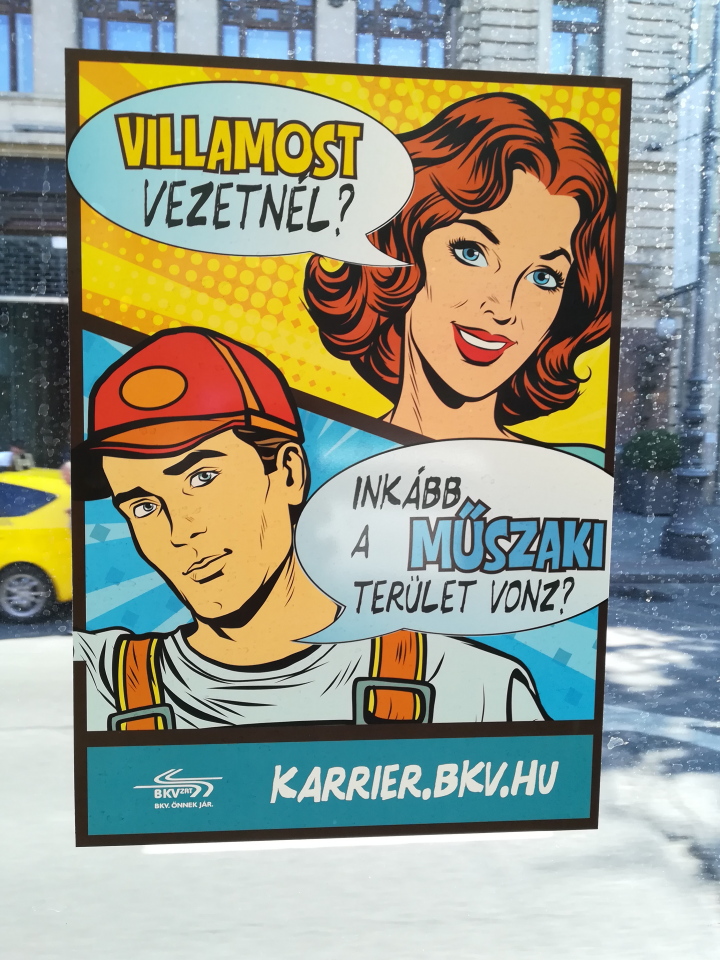 VILLAMOST
VEZETNÉL?
INKÁBB
A MŰSZAKI
TERÜLET VONZ?
BKV ZRT
BKV. ÖNNEK JÁR.
KARRIER.BKV.HU